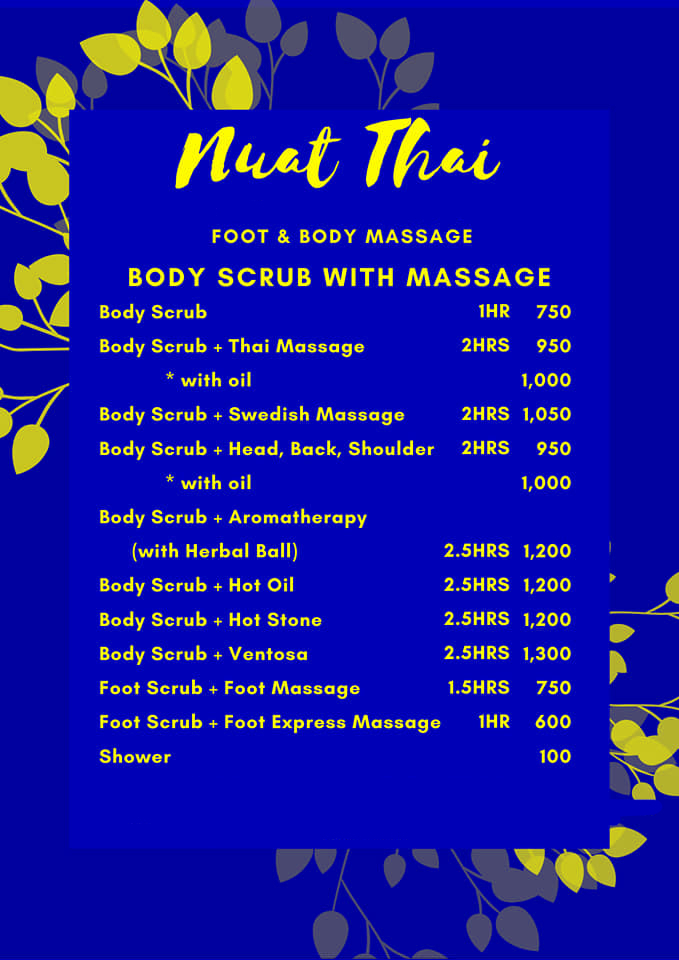 Nuat Thai
FOOT & BODY MASSAGE
BODY SCRUB WITH MASSAGE
Body Scrub 1HR 750
Body Scrub + Thai Massage 2HRS 950
* with oil 1,000
Body Scrub + Swedish Massage 2HRS 1,050
Body Scrub + Head, Back, Shoulder 2HRS 950
* with oil 1,000
Body Scrub + Aromatherapy
(with Herbal Ball) 2.5HRS 1,200
Body Scrub + Hot Oil 2.5HRS 1,200
Body Scrub + Hot Stone 2.5HRS 1,200
Body Scrub + Ventosa 2.5HRS 1,300
Foot Scrub + Foot Massage 1.5HRS 750
Foot Scrub + Foot Express Massage 1HR 600
Shower 100